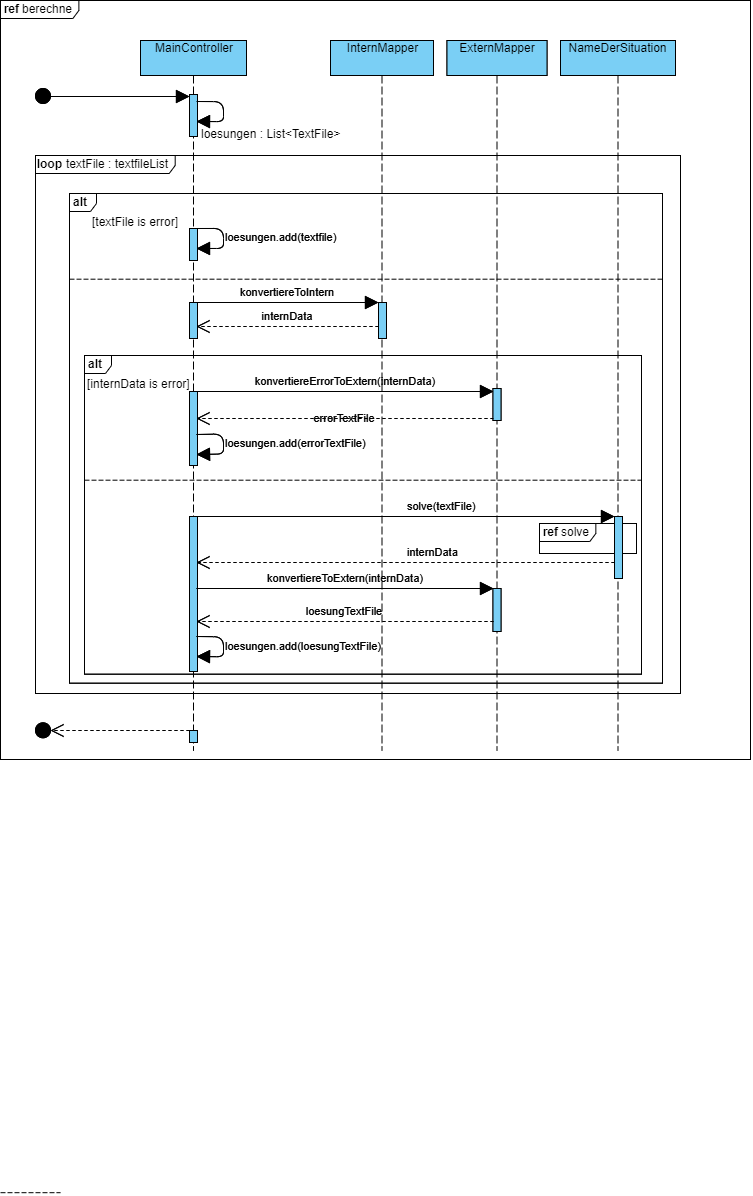 ref berechne
MainController
InternMapper
ExternMapper
NameDerSituation
loesungen : List<TextFile>
loop textFile : textfileList
alt
[textFile is error]
loesungen.add(textfile)
konvertiereToIntern
internData
alt
[internData is error]
konvertiereErrorToExtern(internData)
errorTextFile
loesungen.add(errorTextFile)
solve(textFile)
ref solve
internData
konvertiereToExtern(internData)
loesungTextFile
loesungen.add(loesungTextFile)